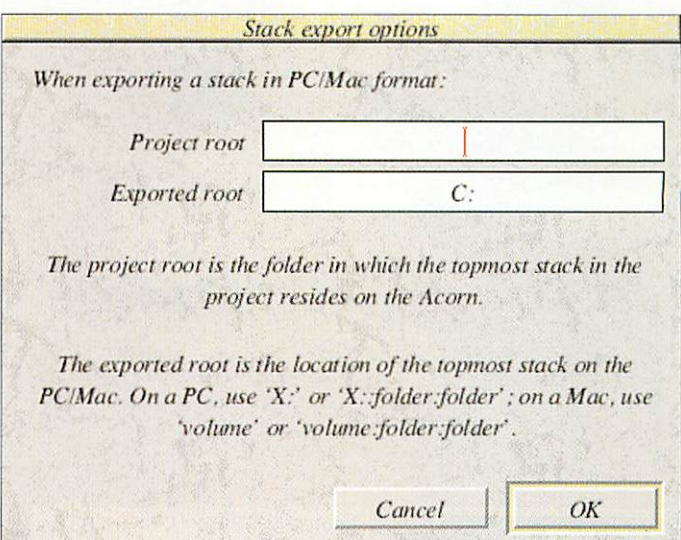 Stack export options
When exporting a stack in PC/Mac format:
Project root
Exported root C:
The project root is the folder in which the topmost stack in the
project resides on the Acorn.
The exported root is the location of the topmost stack on the
PC/Mac. On a PC, use 'X:' or 'X::folder:folder'; on a Mac, use
'volume' or 'volume:folder:folder'.
Cancel OK